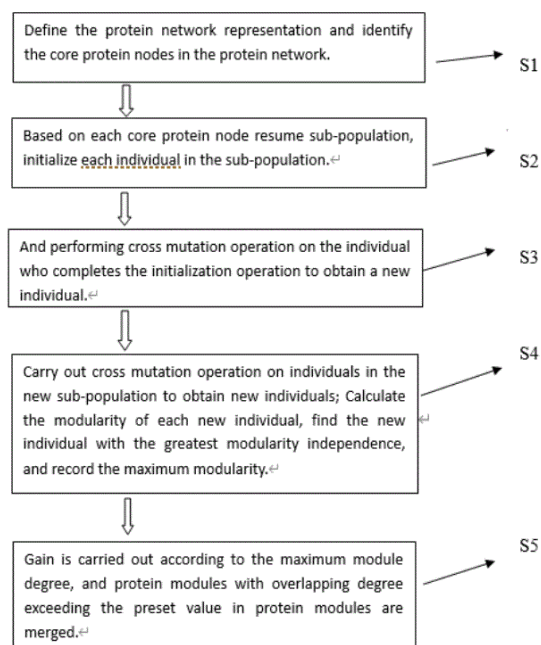 Define the protein network representation and identify
the core protein nodes in the protein network.
S1
Based on each core protein node resume sub-population,
initialize each individual in the sub-population.↵
S2
And performing cross mutation operation on the individual
who completes the initialization operation to obtain a new
individual.↵
S3
Carry out cross mutation operation on individuals in the
new sub-population to obtain new individuals; Calculate
the modularity of each new individual, find the new
individual with the greatest modularity independence,
and record the maximum modularity.↵
↵
S4
Gain is carried out according to the maximum module
degree, and protein modules with overlapping degree
exceeding the preset value in protein modules are
merged.↵
S5